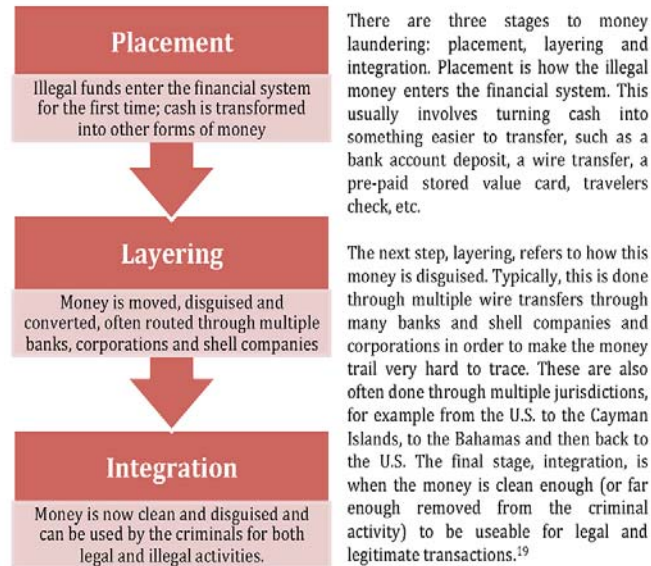 Placement
Illegal funds enter the financial system
for the first time; cash is transformed
into other forms of money
Layering
Money is moved, disguised and
converted, often routed through multiple
banks, corporations and shell companies
Integration
Money is now clean and disguised and
can be used by the criminals for both
legal and illegal activities.
There are three stages to money
laundering: placement, layering and
integration. Placement is how the illegal
money enters the financial system. This
usually involves turning cash into
something easier to transfer, such as a
bank account deposit, a wire transfer, a
pre-paid stored value card, travelers
check, etc.
The next step, layering, refers to how this
money is disguised. Typically, this is done
through multiple wire transfers through
many banks and shell companies and
corporations in order to make the money
trail very hard to trace. These are also
often done through multiple jurisdictions,
for example from the U.S. to the Cayman
Islands, to the Bahamas and then back to
the U.S. The final stage, integration, is
when the money is clean enough (or far
enough removed from the criminal
activity) to be useable for legal and
legitimate transactions.19